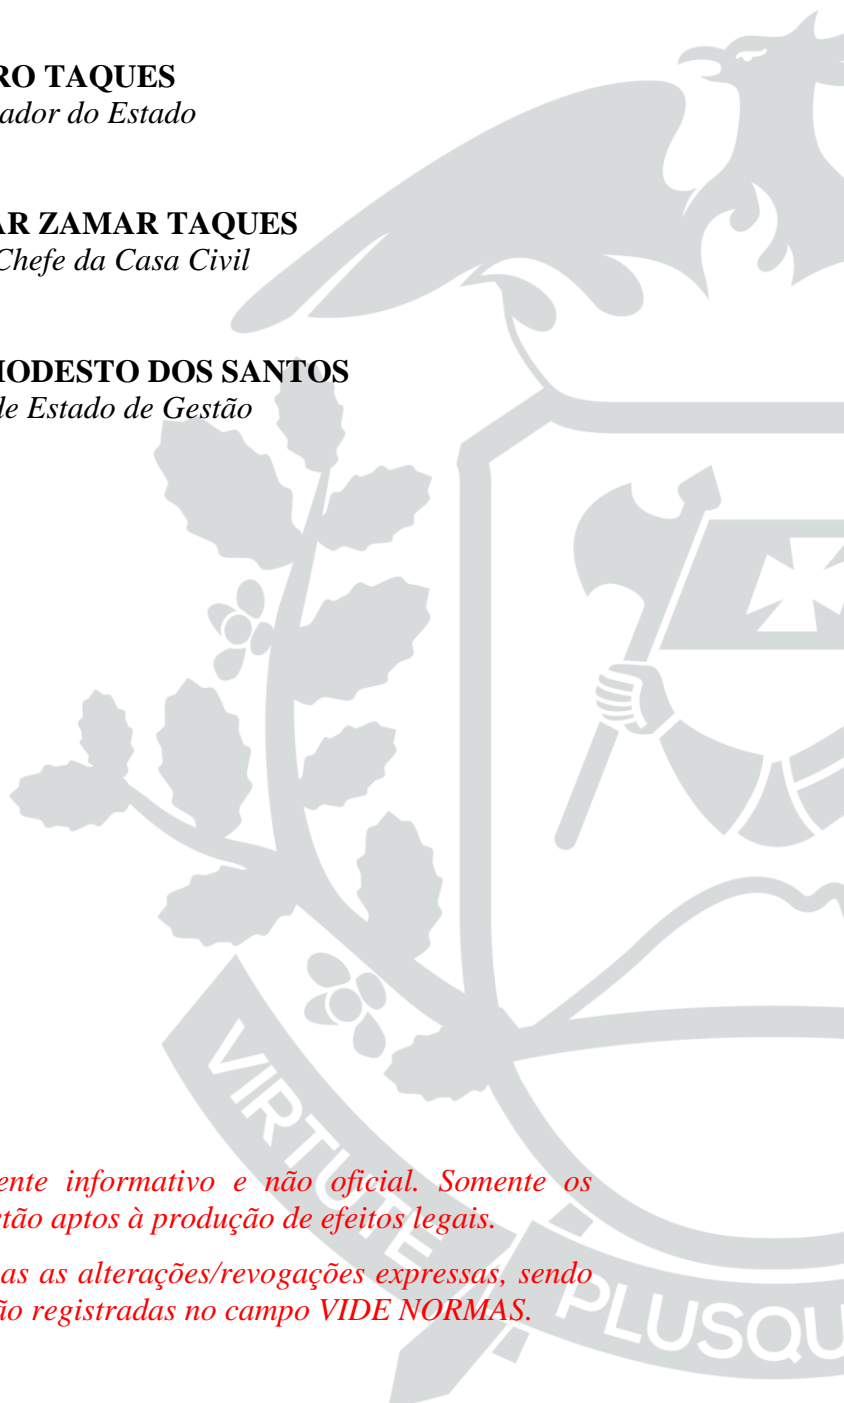 RO TAQUES
ador do Estado
AR ZAMAR TAQUES
Chefe da Casa Civil
MODESTO DOS SANTOS
de Estado de Gestão
ente informativo e não oficial. Somente os
tão aptos à produção de efeitos legais.
as as alterações/revogações expressas, sendo
ão registradas no campo VIDE NORMAS.
VIRTUTE PLUSQU